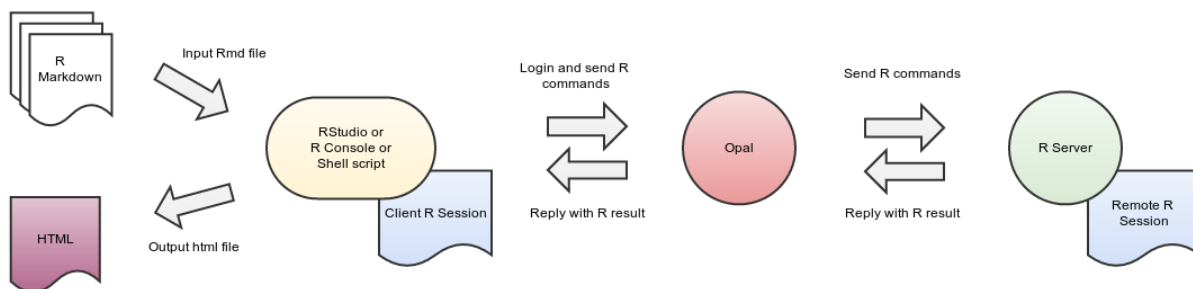 R
Markdown
Input Rmd file
RStudio or
R Console or
Shell script
Client R Session
HTML
Output html file
Login and send R
commands
Reply with R result
Opal
Send R commands
Reply with R result
R Server
Remote R
Session